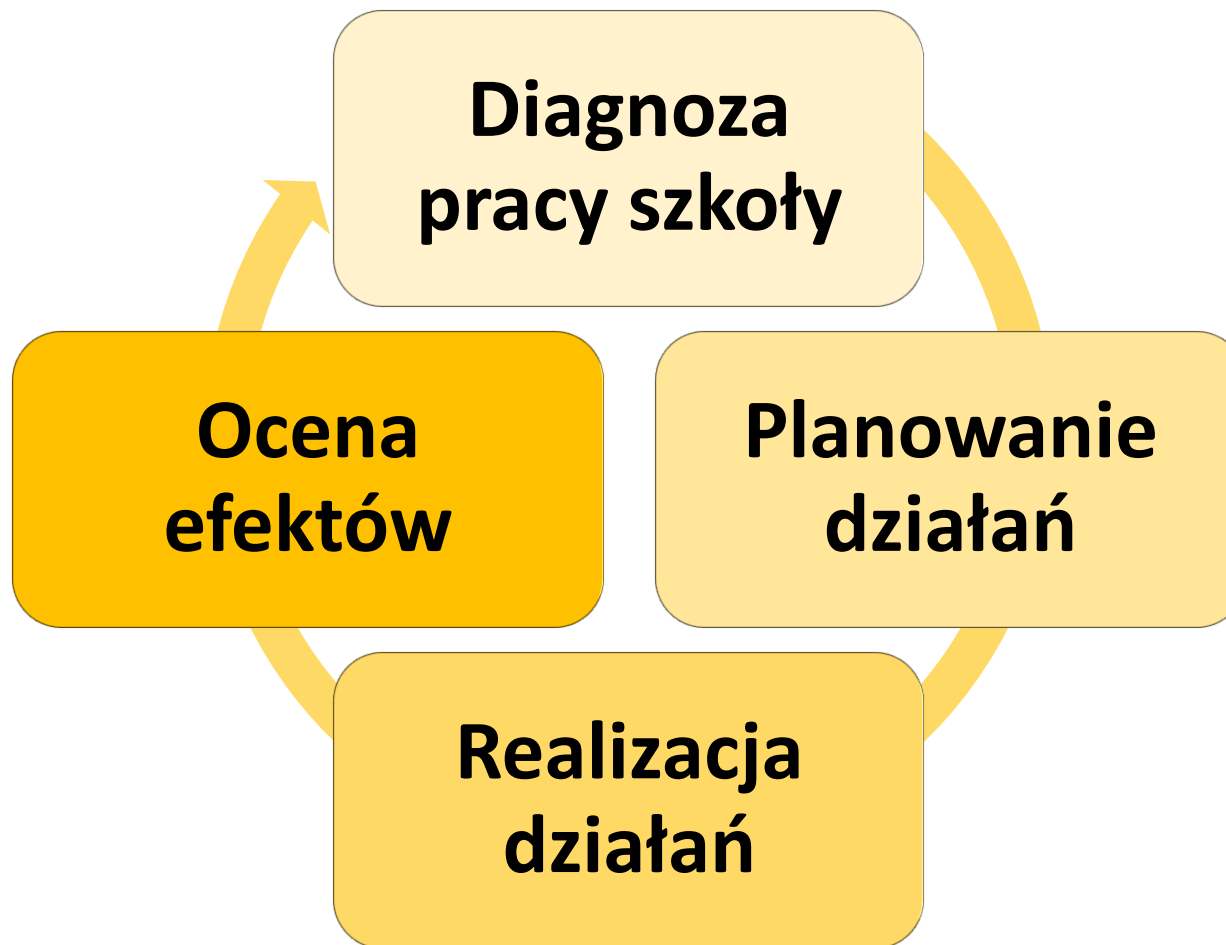 Diagnoza
pracy szkoły
Planowanie
działań
Realizacja
działań
Ocena
efektów